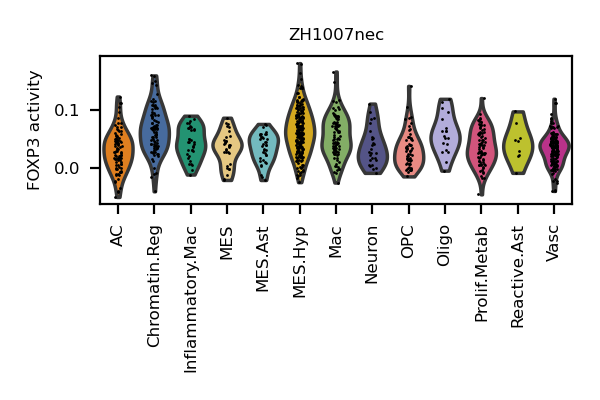 ZH1007nec
FOXP3 activity
0.1
0.0
AC
Chromatin.Reg
Inflammatory.Mac
MES
MES.Ast
MES.Hyp
Mac
Neuron
OPC
Oligo
Prolif.Metab
Reactive.Ast
Vasc